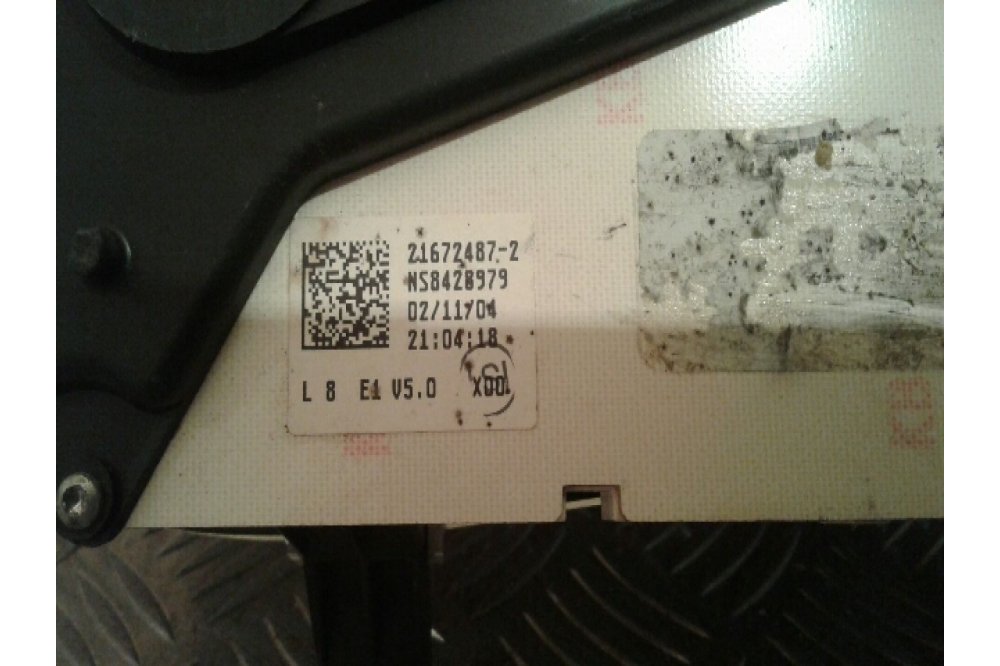 21672487-2
NS8428979
02/11/04
21:04:18
L 8 E1 V5.0 X00